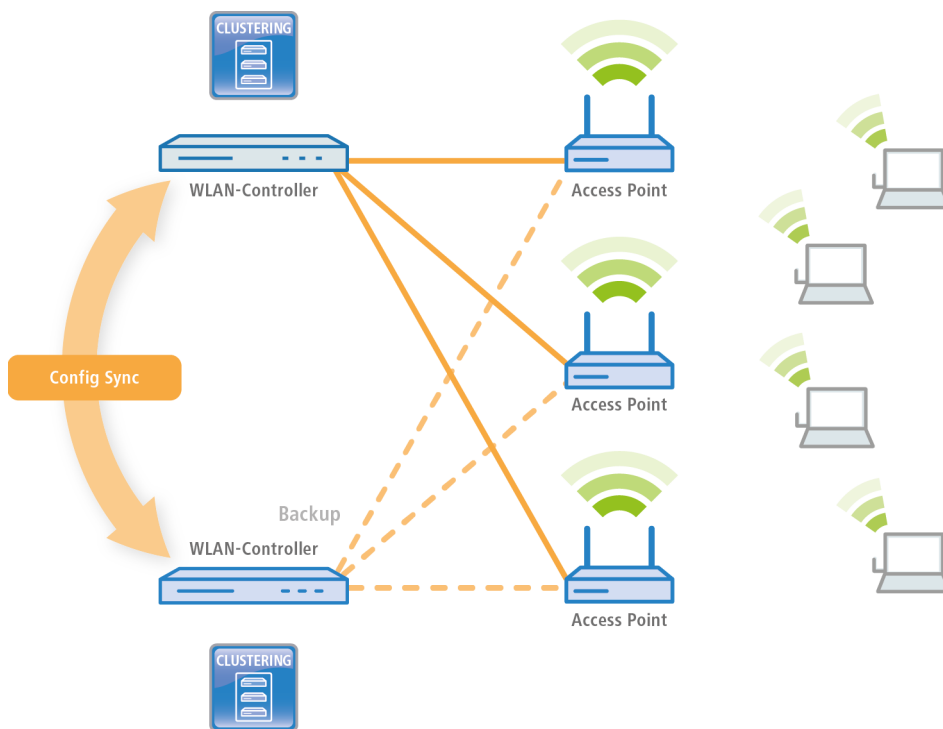 CLUSTERING
WLAN-Controller
Access Point
Config Sync
Access Point
Backup
WLAN-Controller
Access Point
CLUSTERING